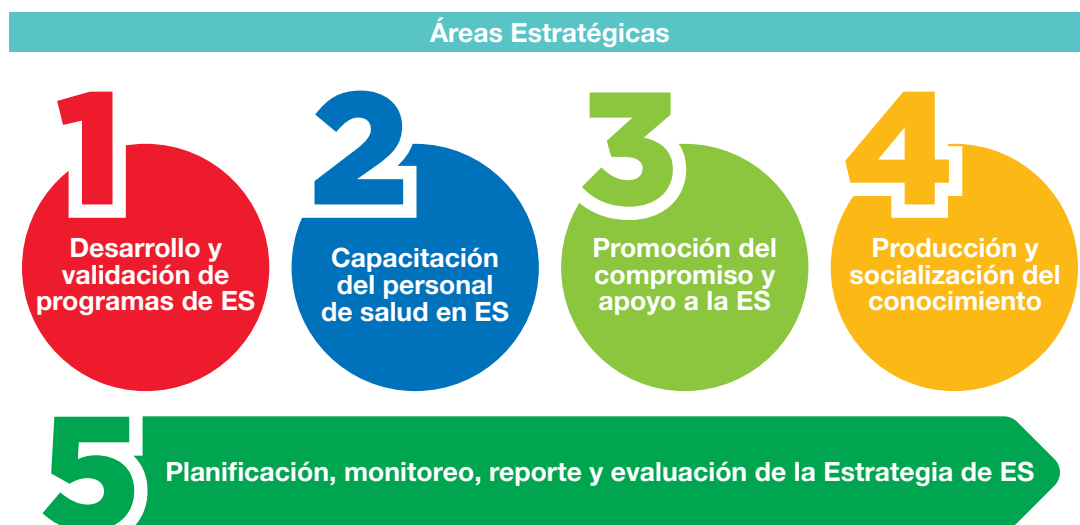 Áreas Estratégicas
1
Desarrollo y
validación de
programas de ES
2
Capacitación
del personal
de salud en ES
3
Promoción del
compromiso y
apoyo a la ES
4
Producción y
socialización del
conocimiento
5
Planificación, monitoreo, reporte y evaluación de la Estrategia de ES